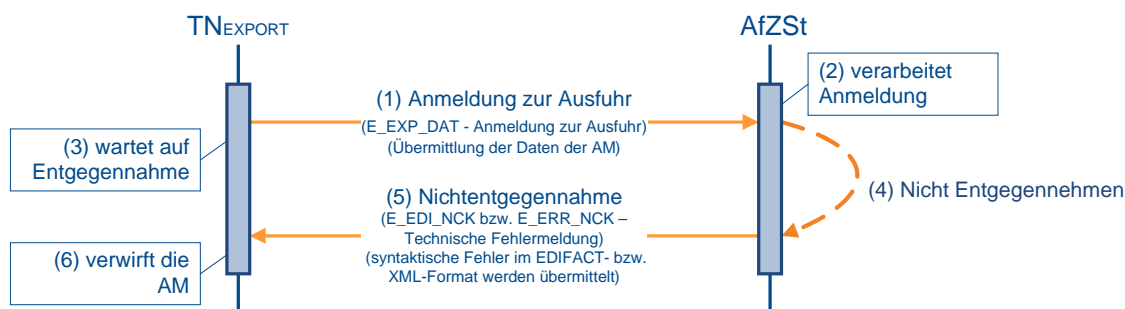 TNEXPORT
AfZSt
(2) verarbeitet
Anmeldung
(1) Anmeldung zur Ausfuhr
(E_EXP_DAT - Anmeldung zur Ausfuhr)
(Übermittlung der Daten der AM)
(3) wartet auf
Entgegennahme
(4) Nicht Entgegennehmen
(5) Nichtentgegennahme
(E_EDI_NCK bzw. E_ERR_NCK –
Technische Fehlermeldung)
(syntaktische Fehler im EDIFACT- bzw.
XML-Format werden übermittelt)
(6) verwirft die
AM